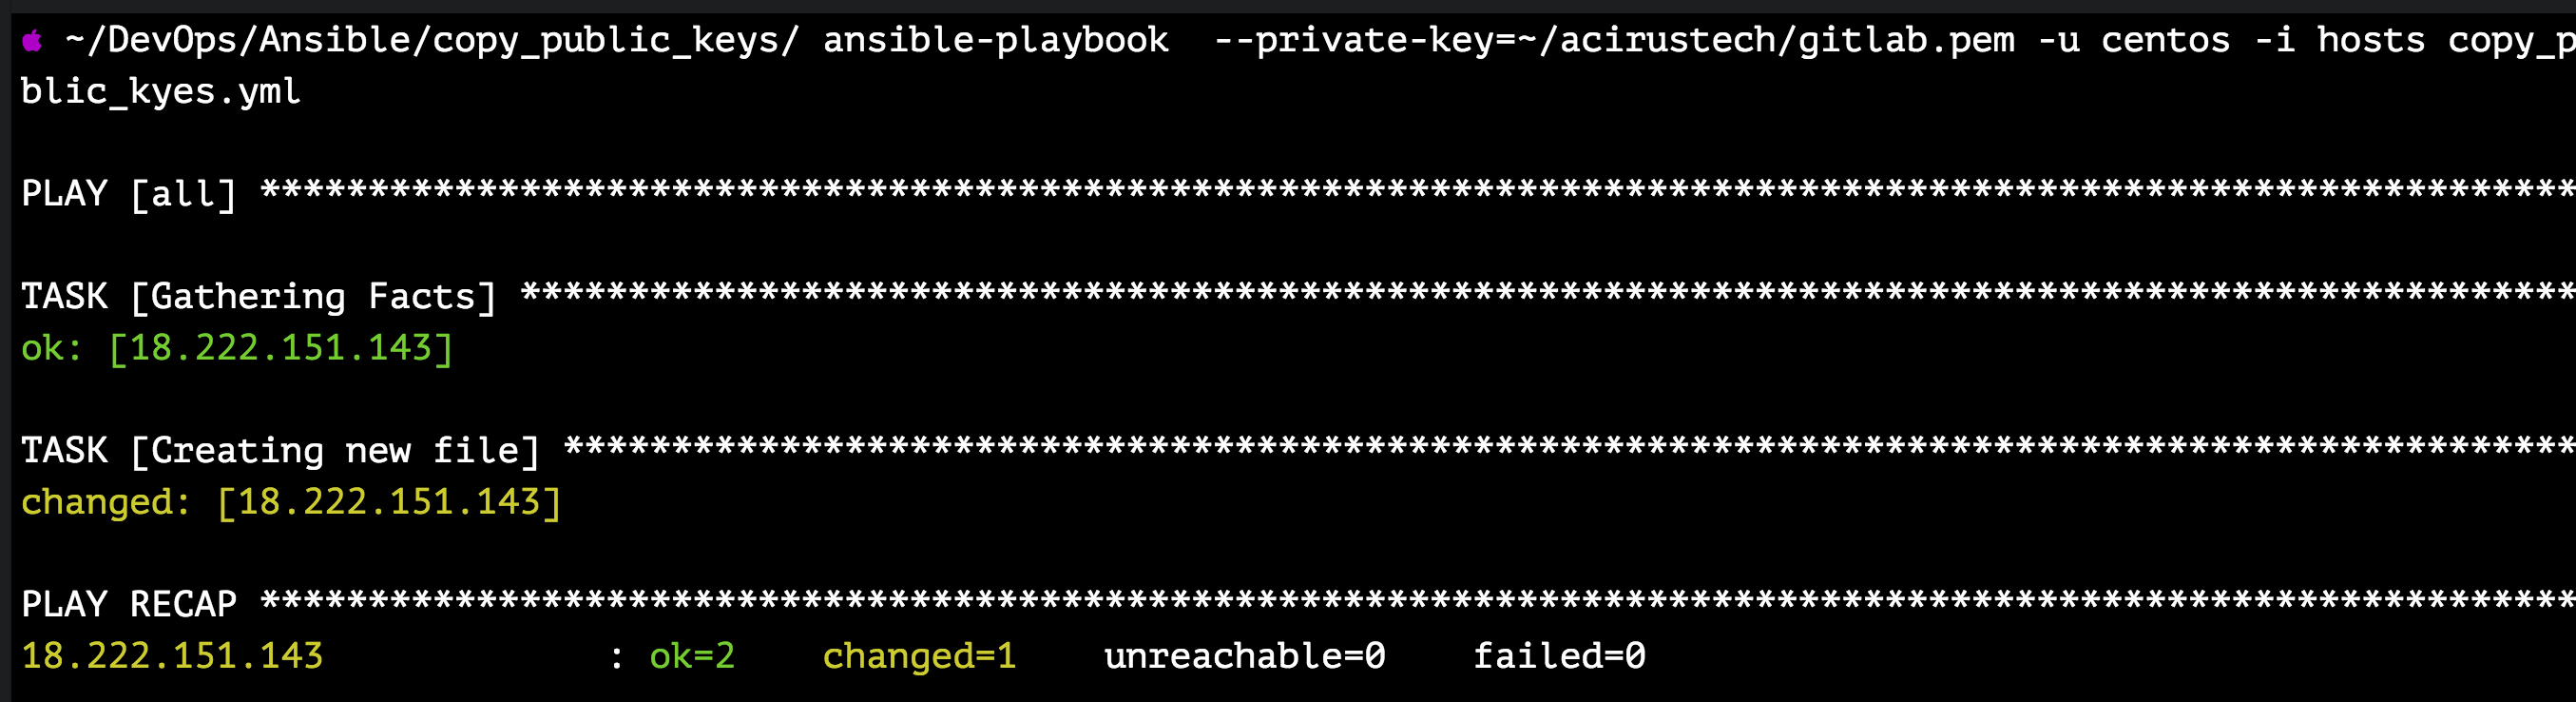 ~/DevOps/Ansible/copy_public_keys/ ansible-playbook  --private-key=~/acirustech/gitlab.pem -u centos -i hosts copy_p
blic_kyes.yml
PLAY [all] ***********************************************************************************************************
TASK [Gathering Facts] ***********************************************************************************************
ok: [18.222.151.143]
TASK [Creating new file] *********************************************************************************************
changed: [18.222.151.143]
PLAY RECAP ***********************************************************************************************************
18.222.151.143             : ok=2    changed=1    unreachable=0    failed=0